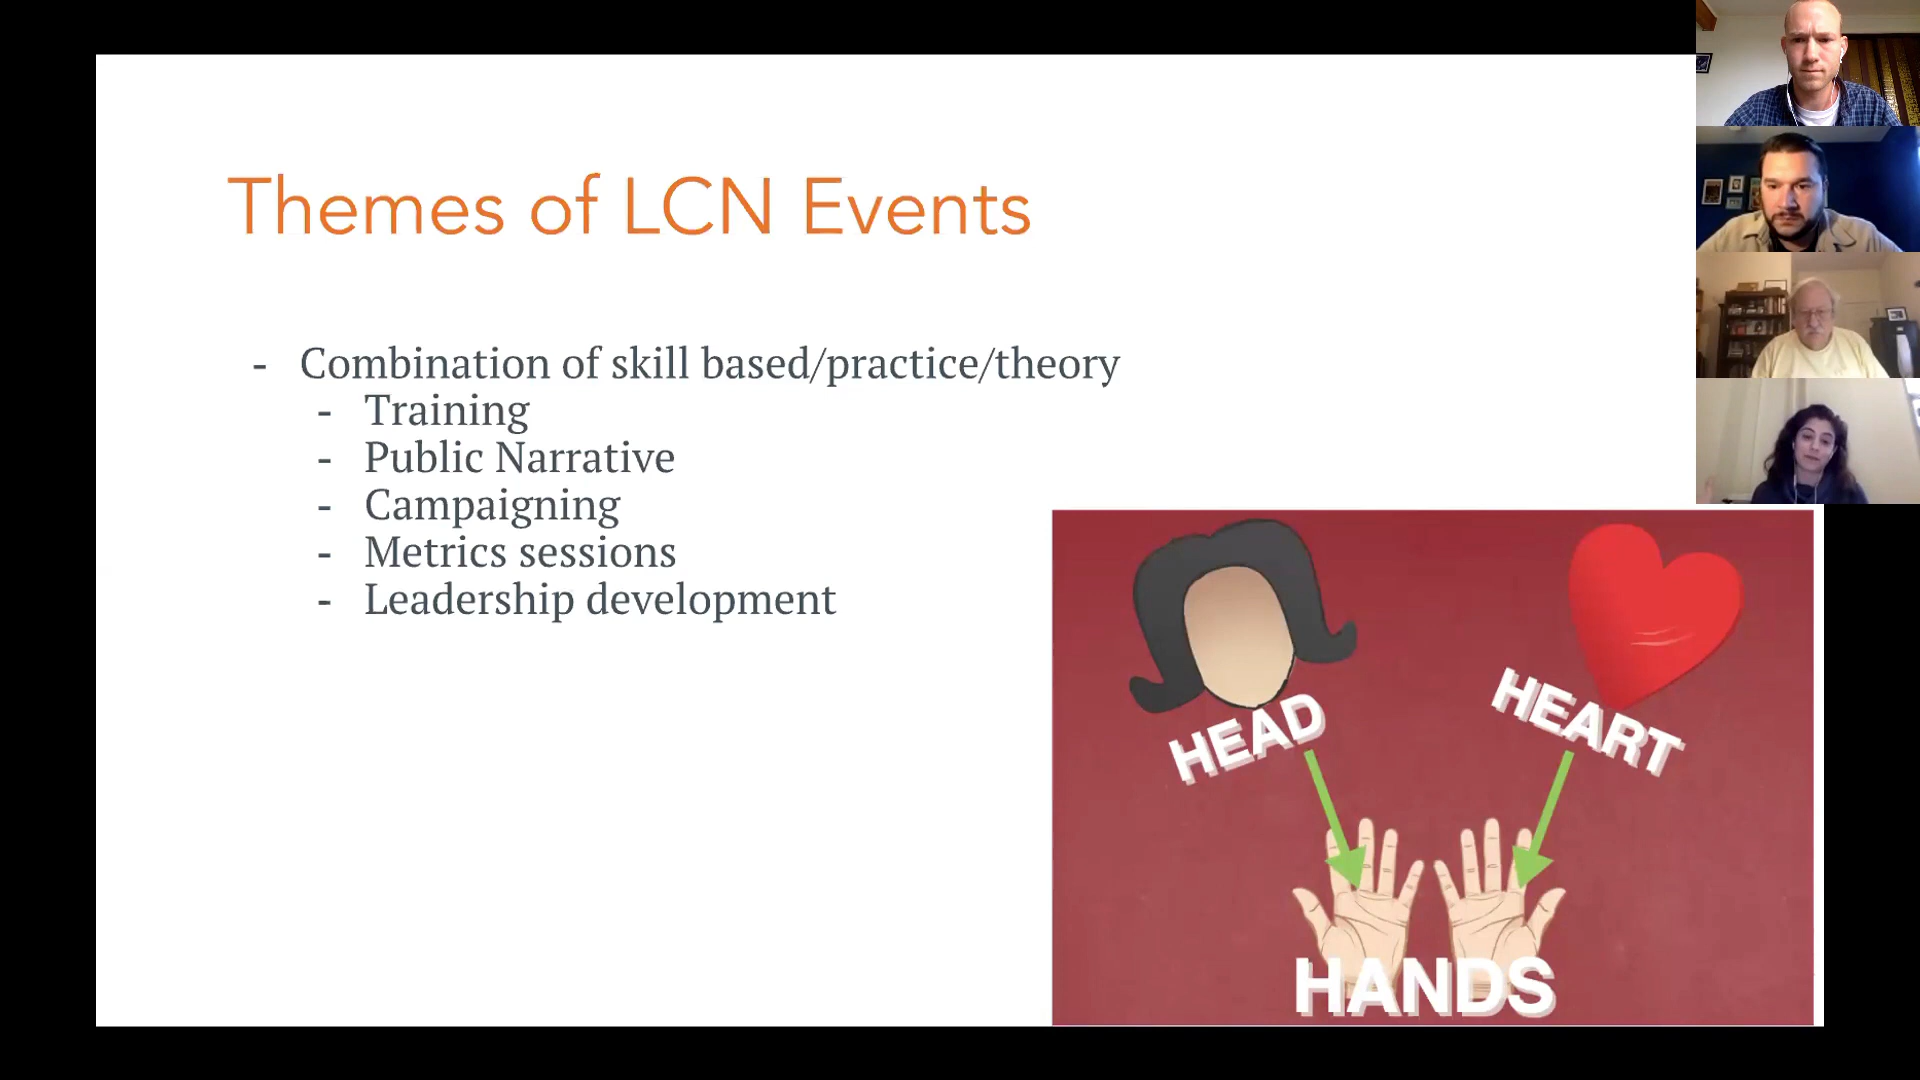 Themes of LCN Events
- Combination of skill based/practice/theory
- Training
- Public Narrative
- Campaigning
- Metrics sessions
- Leadership development
HEAD
HEART
HANDS